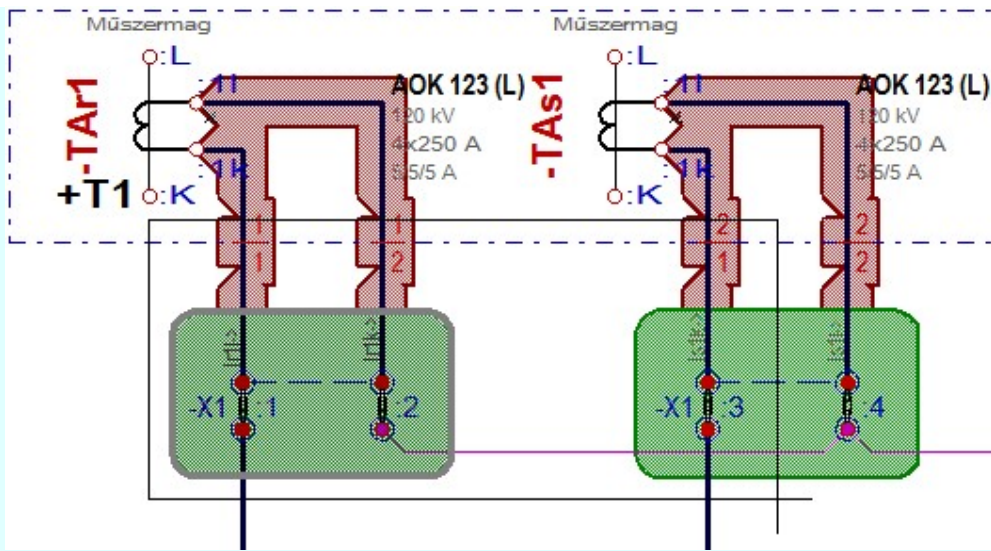 Műszermag
Műszermag
:L
:1l
AOK 123 (L)
120 kV
4x250 A
5/5/5 A
-TAr1
:1k
:K
+T1
:L
:1l
AOK 123 (L)
120 kV
4x250 A
5/5/5 A
-TAs1
:1k
:K
1
1
2
2
1
2
1
2
-X1
:1
:2
-X1
:3
:4